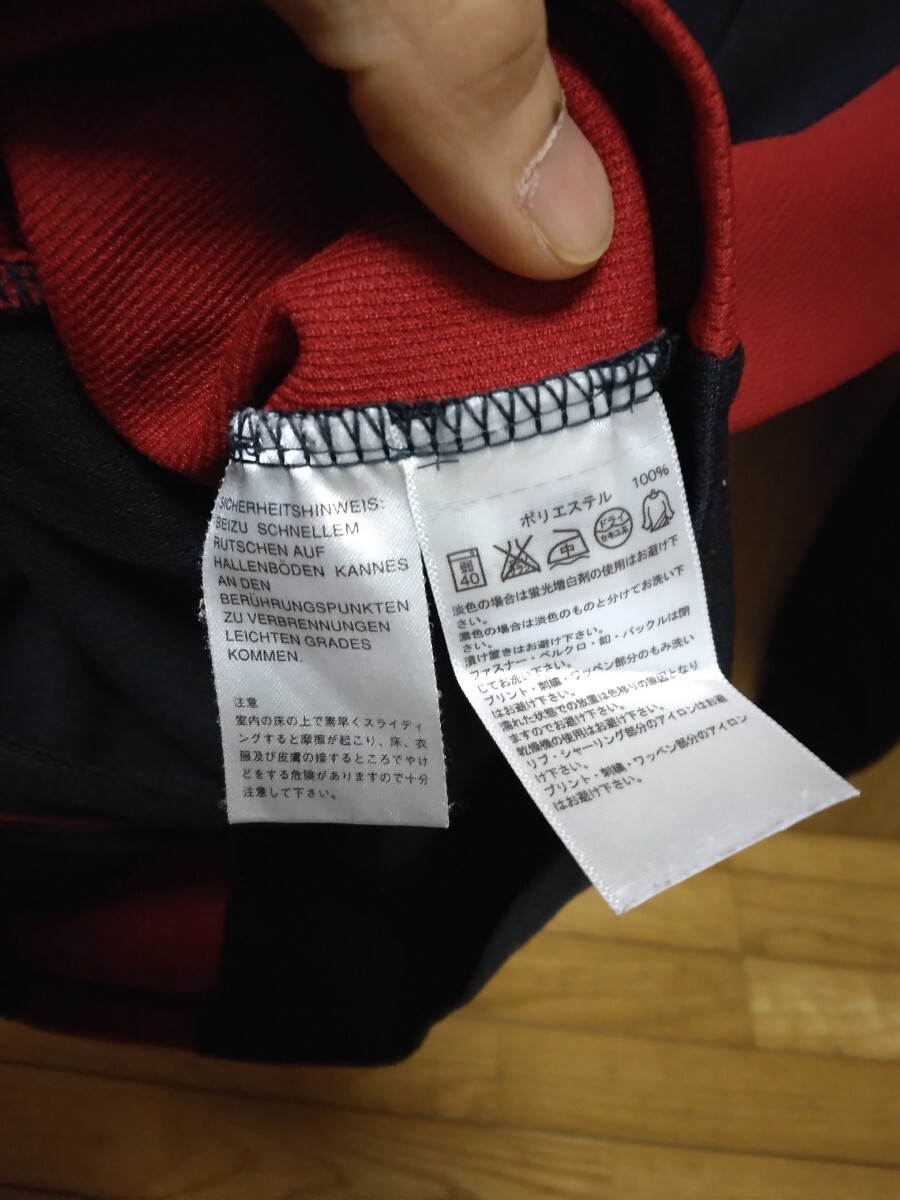 SICHERHEITSHINWEIS:
BEIZU SCHNELLEM
RUTSCHEN AUF
HALLENBÖDEN KANNES
AN DEN
BERÜHRUNGSPUNKTEN
ZU VERBRENNUNGEN
LEICHTEN GRADES
KOMMEN.
注意
室内の床の上で素早くスライディ
ングすると摩擦が起こり、床、衣
服及び皮膚の接するところでやけ
どをする危険がありますので十分
注意して下さい。
ポリエステル 100%
弱 40 中 ドライ セキユ系
淡色の場合は蛍光増白剤の使用はお避け下
さい。
濃色の場合は淡色のものと分けてお洗い下
さい。
漬け置きはお避け下さい。
ファスナー・ベルクロ・釦・バックルは閉
じてお洗い下さい。
プリント・刺繍・ワッペン部分のもみ洗い
はお避け下さい。
濡れた状態での放置は色移りの原因となり
ますのでお避け下さい。
乾燥機の使用はお避け下さい。
リブ・シャーリング部分のアイロンはお避
け下さい。
プリント・刺繍・ワッペン部分のアイロン
はお避け下さい。